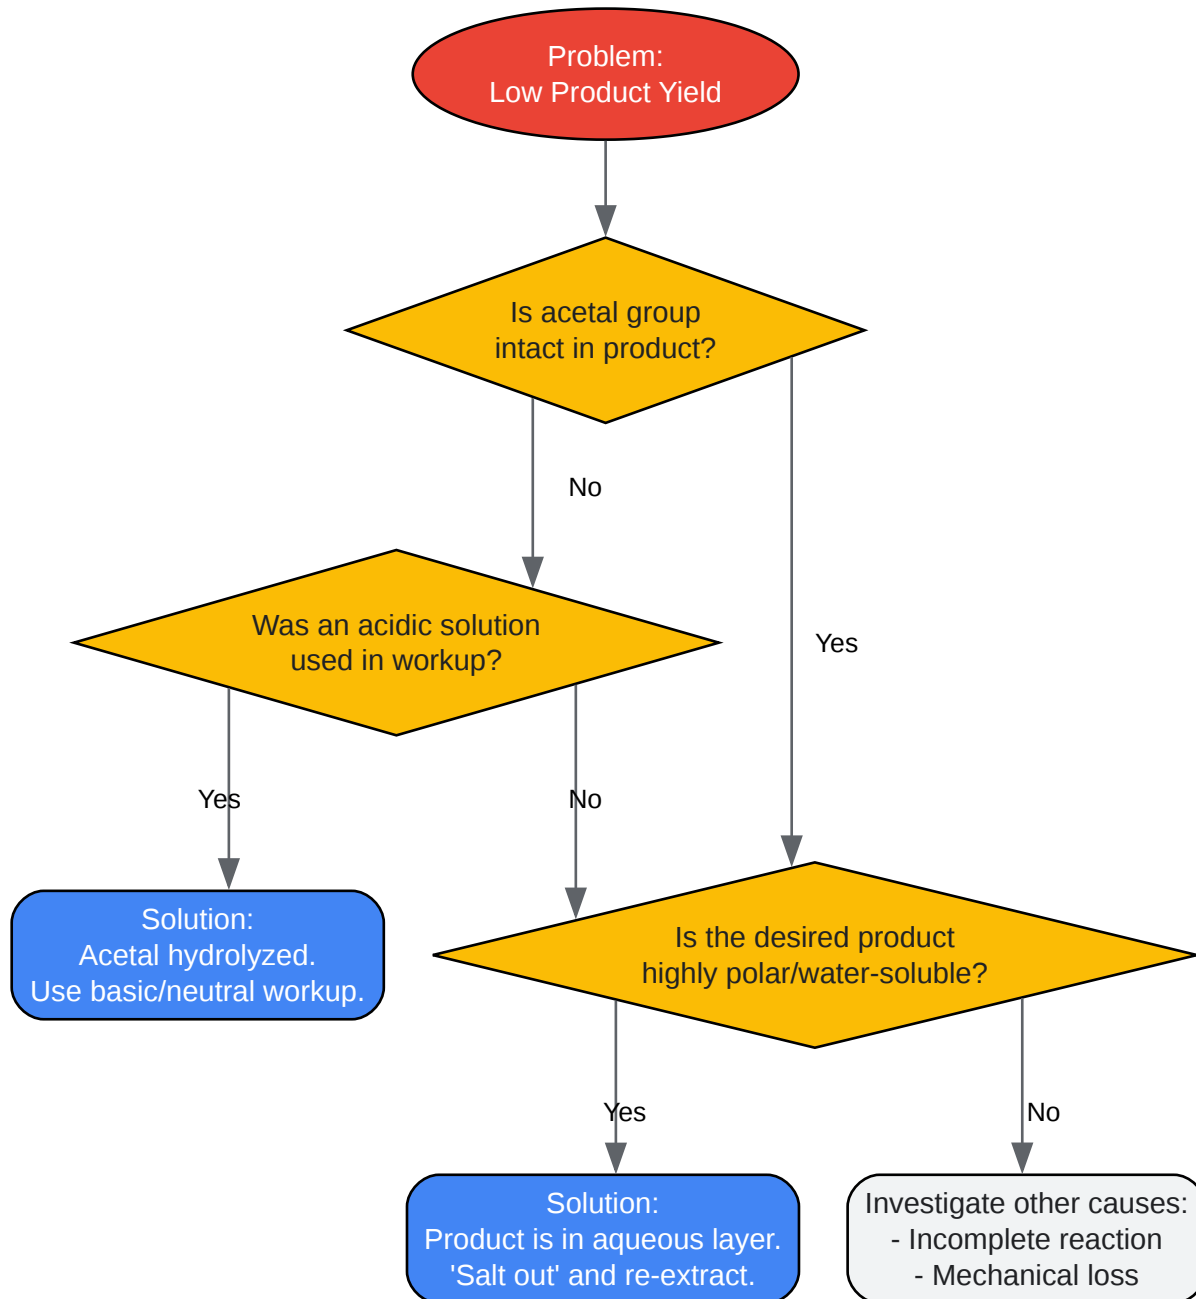 Problem:
Low Product Yield
Is acetal group
intact in product?
No
Was an acidic solution
used in workup?
Yes
Yes
No
Solution:
Acetal hydrolyzed.
Use basic/neutral workup.
Is the desired product
highly polar/water-soluble?
Yes
No
Solution:
Product is in aqueous layer.
'Salt out' and re-extract.
Investigate other causes:
- Incomplete reaction
- Mechanical loss